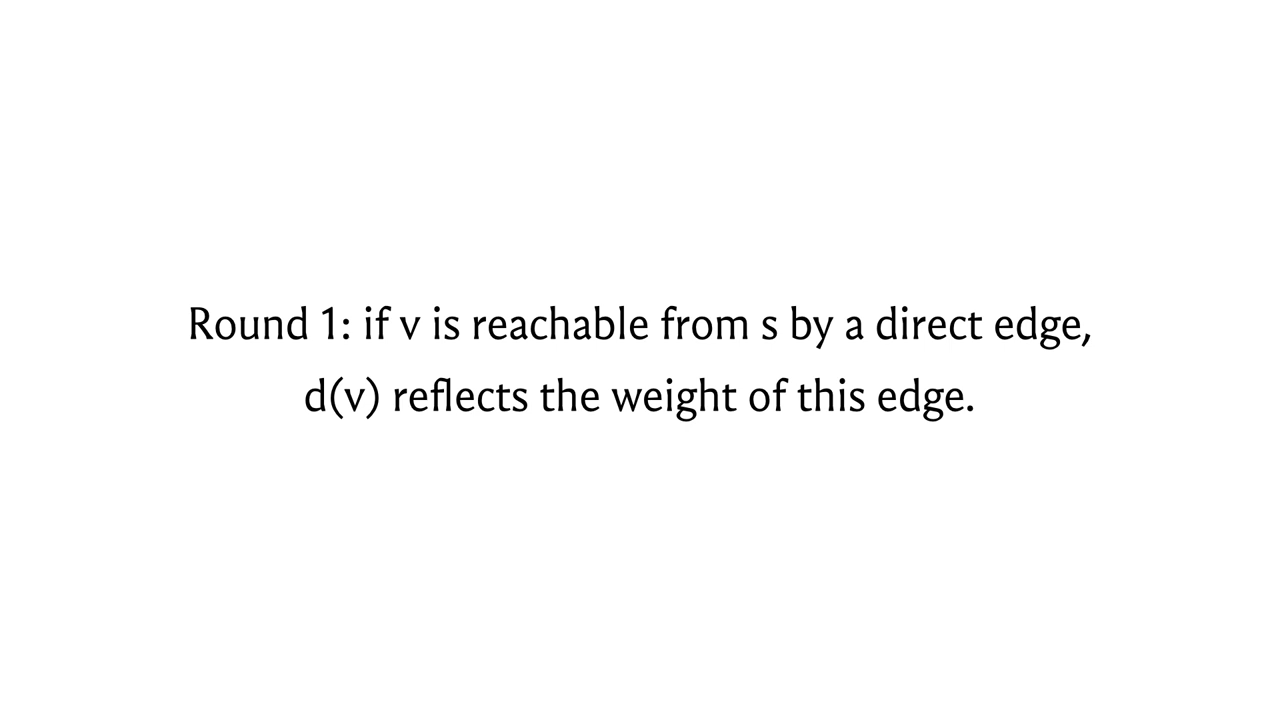 Round 1: if v is reachable from s by a direct edge,
d(v) reflects the weight of this edge.